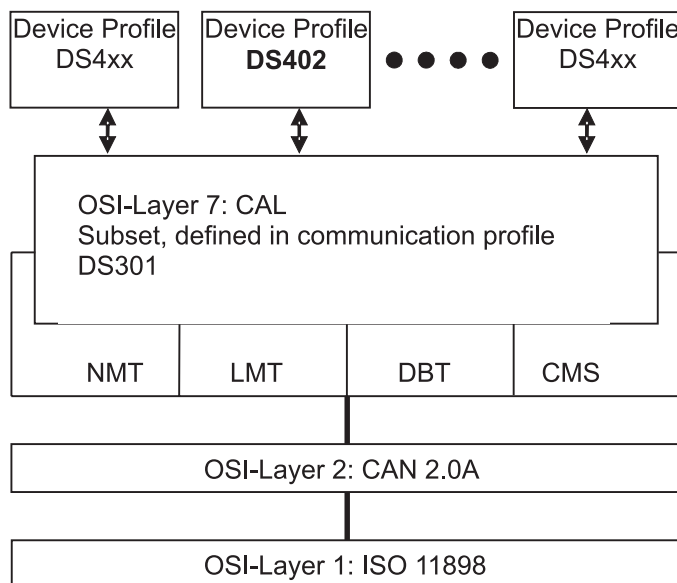 Device Profile
DS4xx
Device Profile
DS402
Device Profile
DS4xx
OSI-Layer 7: CAL
Subset, defined in communication profile
DS301
NMT
LMT
DBT
CMS
OSI-Layer 2: CAN 2.0A
OSI-Layer 1: ISO 11898